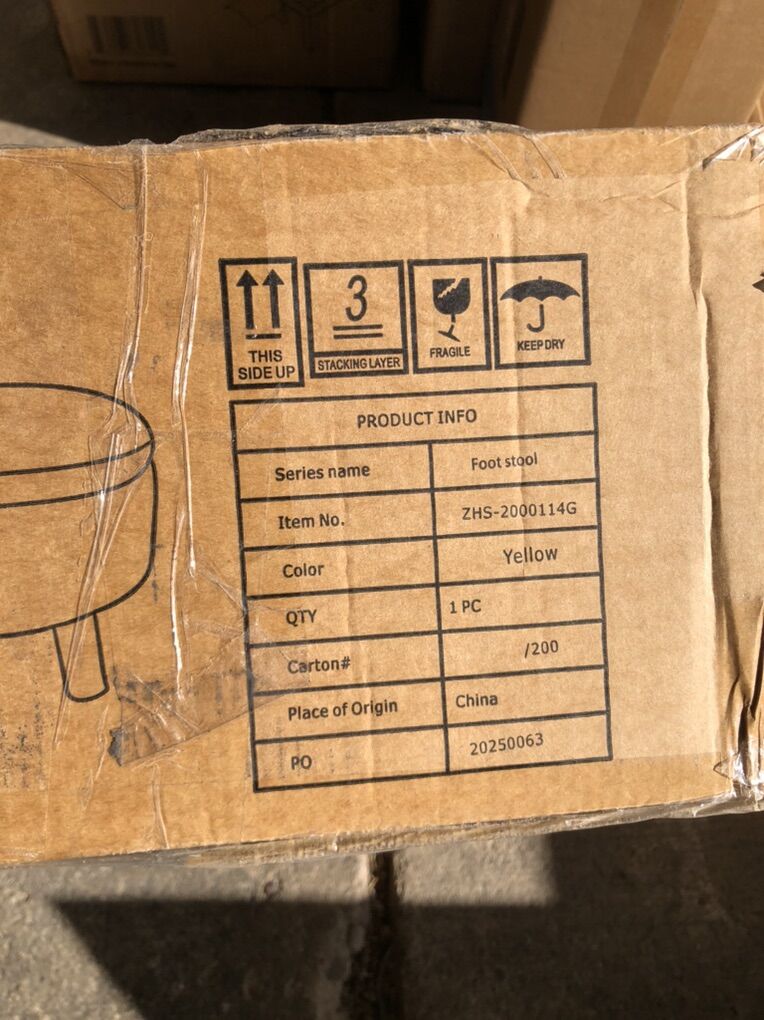 THIS
SIDE UP
3
STACKING LAYER
FRAGILE
KEEP DRY
PRODUCT INFO
Series name Foot stool
Item No. ZHS-2000114G
Color Yellow
QTY 1 PC
Carton# /200
Place of Origin China
PO 20250063